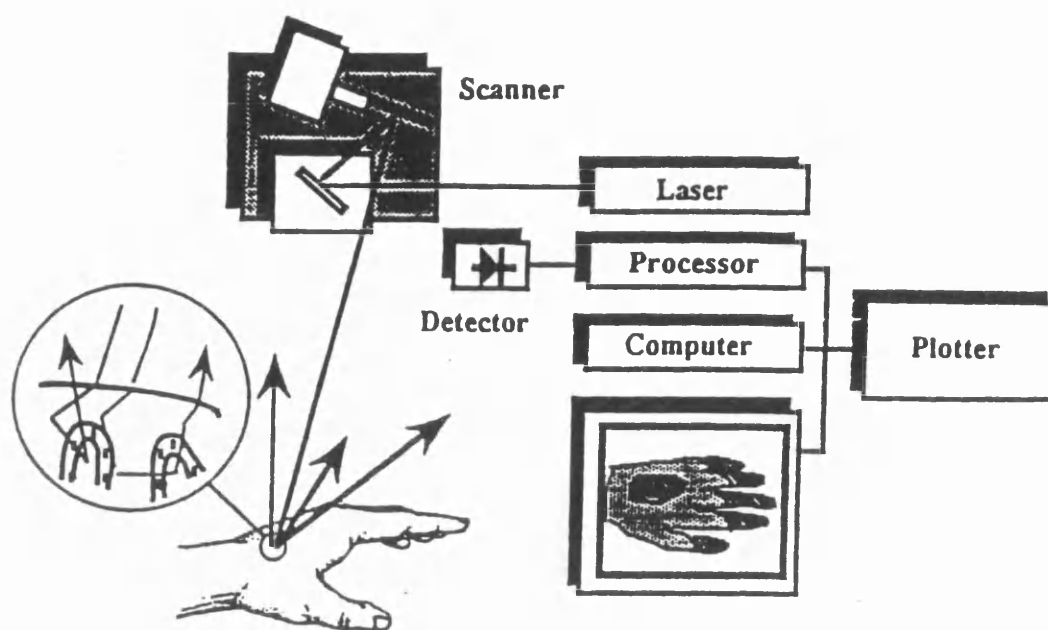 Scanner
Laser
Processor
Detector
Computer
Plotter